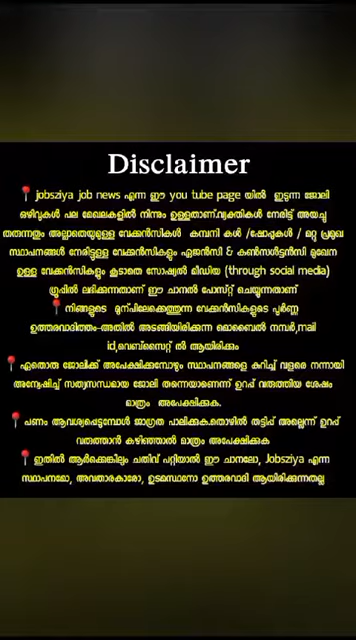 Disclaimer
📍jobsziya job news എന്ന ഈ you tube page യിൽ ഇടുന്ന ജോലി
ഒഴിവുകൾ പല മേഖലകളിൽ നിന്നും ഉള്ളതാണ്.വ്യക്തികൾ നേരിട്ട് അയച്ചു
തരുന്നതും അല്ലാതെയുമുള്ള വേക്കൻസികൾ കമ്പനി കൾ /ഷോപ്പുകൾ / മറ്റു പ്രമുഖ
സ്ഥാപനങ്ങൾ നേരിട്ടുള്ള വേക്കൻസികളും ഏജൻസി & കൺസൾട്ടൻസി മുഖേന
ഉള്ള വേക്കൻസികളും കൂടാതെ സോഷ്യൽ മീഡിയ (through social media)
ഗ്രൂപ്പിൽ ലഭിക്കുന്നതാണ് ഈ ചാനൽ പോസ്റ്റ് ചെയ്യുന്നതാണ്
📍നിങ്ങളുടെ മുന്പിലേക്കെത്തുന്ന വേക്കൻസികളുടെ പൂർണ്ണ
ഉത്തരവാദിത്തം-അതിൽ അടങ്ങിയിരിക്കുന്ന മൊബൈൽ നമ്പർ,mail
id,വെബ്സൈറ്റ് ൽ ആയിരിക്കും
📍ഏതൊരു ജോലിക്ക് അപേക്ഷിക്കുമ്പോഴും സ്ഥാപനങ്ങളെ കുറിച്ച് വളരെ നന്നായി
അന്വേഷിച്ച് സത്യസന്ധമായ ജോലി തന്നെയാണെന്ന് ഉറപ്പ് വരുത്തിയ ശേഷം
മാത്രം അപേക്ഷിക്കുക.
📍പണം ആവശ്യപ്പെടുമ്പോൾ ജാഗ്രത പാലിക്കുക.തൊഴിൽ തട്ടിപ്പ് അല്ലെന്ന് ഉറപ്പ്
വരുത്താൻ കഴിഞ്ഞാൽ മാത്രം അപേക്ഷിക്കുക
📍ഇതിൽ ആർക്കെങ്കിലും ചതിവ് പറ്റിയാൽ ഈ ചാനലോ, Jobsziya എന്ന
സ്ഥാപനമോ, അവതാരകാരോ, ഉടമസ്ഥനോ ഉത്തരവാദി ആയിരിക്കുന്നതല്ല